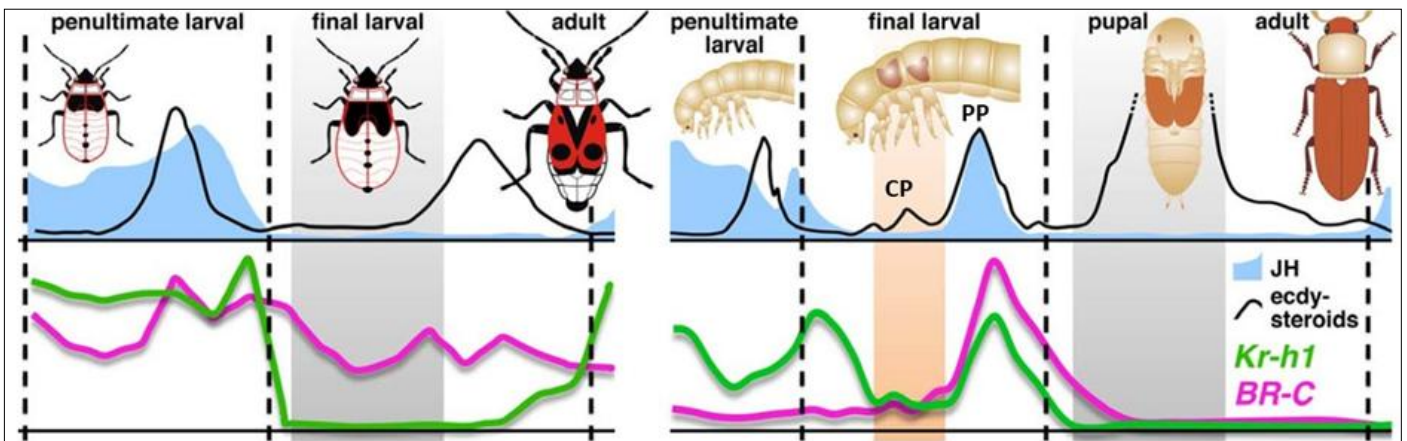 penultimate larval
final larval
adult
penultimate
larval
final larval
pupal
adult
PP
CP
JH
ecdy-
steroids
Kr-h1
BR-C